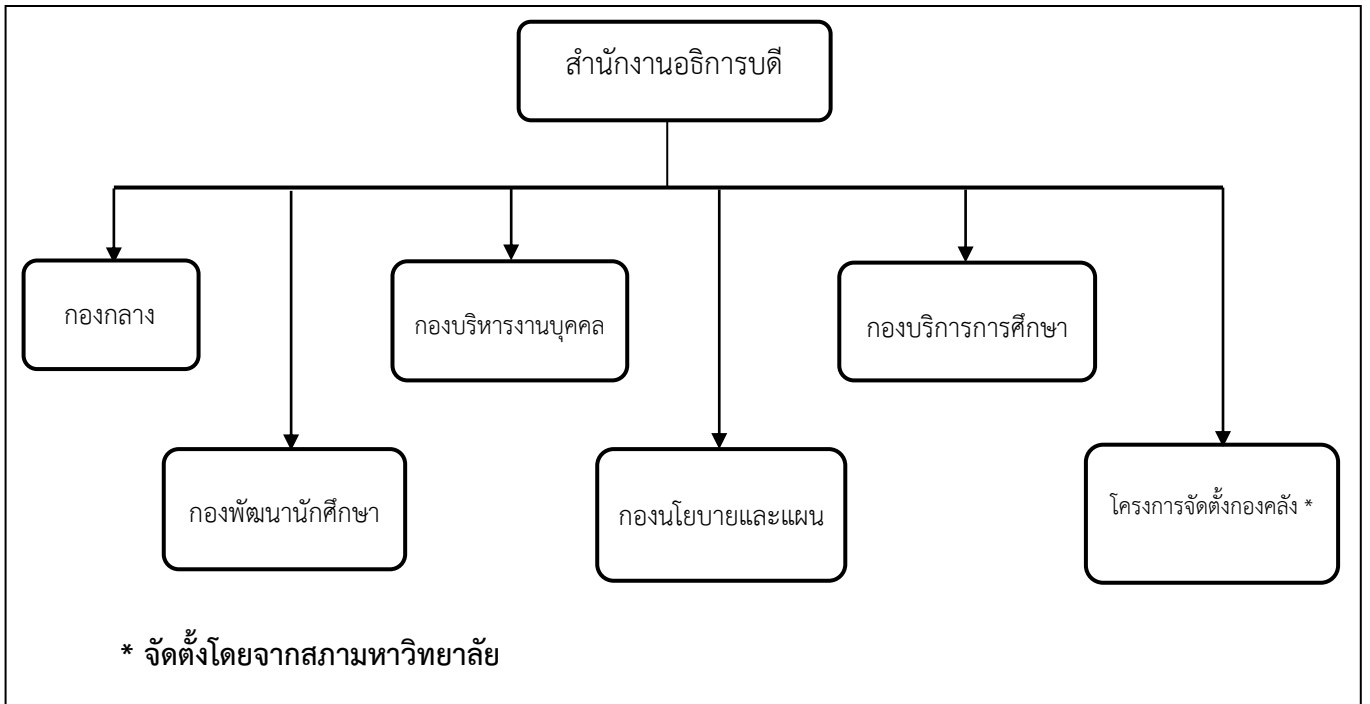 สำนักงานอธิการบดี
กองกลาง
กองบริหารงานบุคคล
กองบริการการศึกษา
กองพัฒนานักศึกษา
กองนโยบายและแผน
โครงการจัดตั้งกองคลัง *
* จัดตั้งโดยจากสภามหาวิทยาลัย